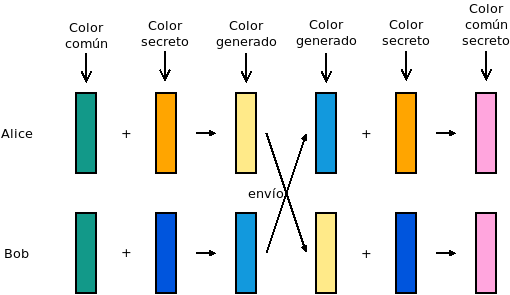 Color común
Color secreto
Color generado
Color generado
Color secreto
Color común secreto
Alice
+
+
envío
Bob
+
+